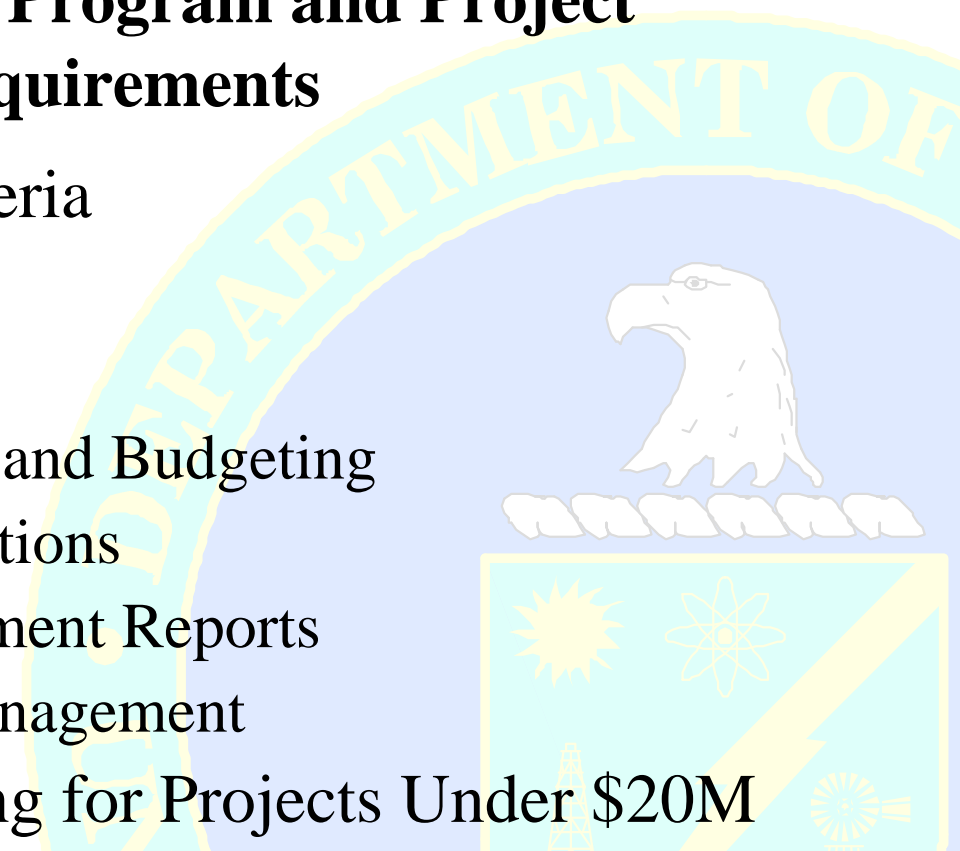 Program and Project
quirements
eria
and Budgeting
tions
ment Reports
nagement
ng for Projects Under $20M
DEPARTMENT OF